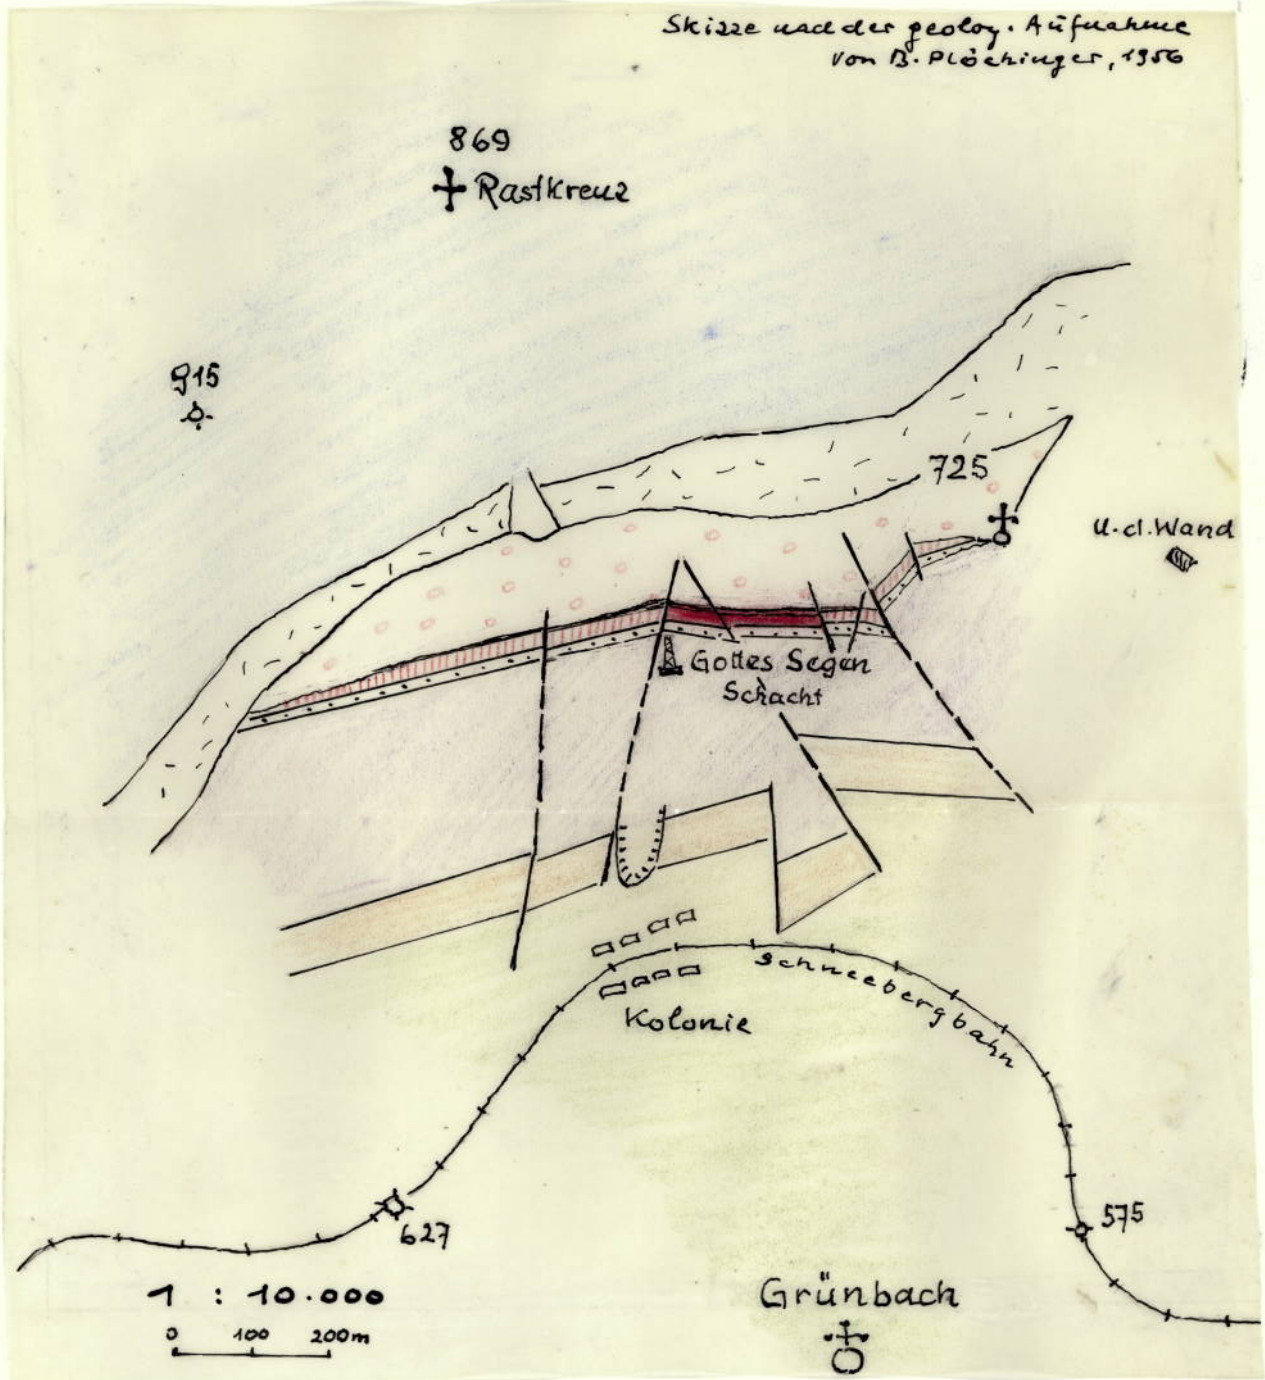 Skizze nach der geolog. Aufnahme
von B. Plöchinger, 1956
869
Rastkreuz
915
725
U. d. Wand
Gottes Segen
Schacht
Schneebergbahn
Kolonie
627
575
1 : 10.000
0 100 200m
Grünbach